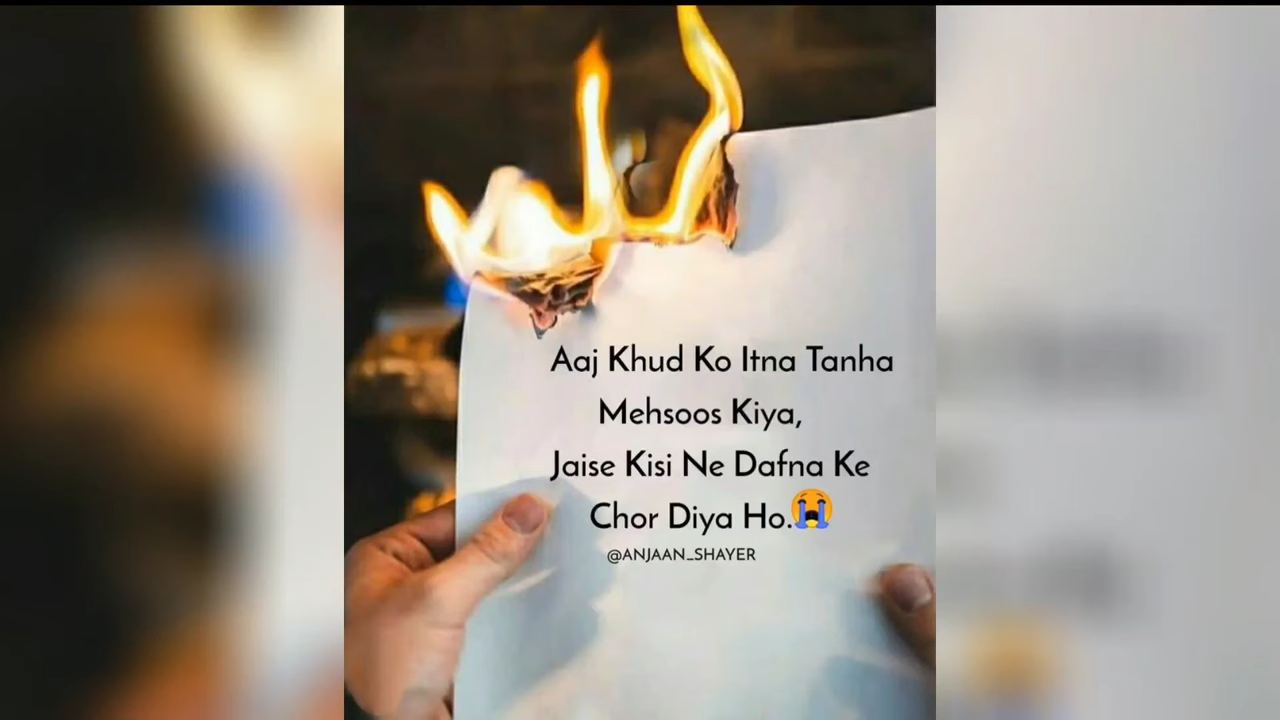 Aaj Khud Ko Itna Tanha
Mehsoos Kiya,
Jaise Kisi Ne Dafna Ke
Chor Diya Ho.😭
@ANJAAN_SHAYER